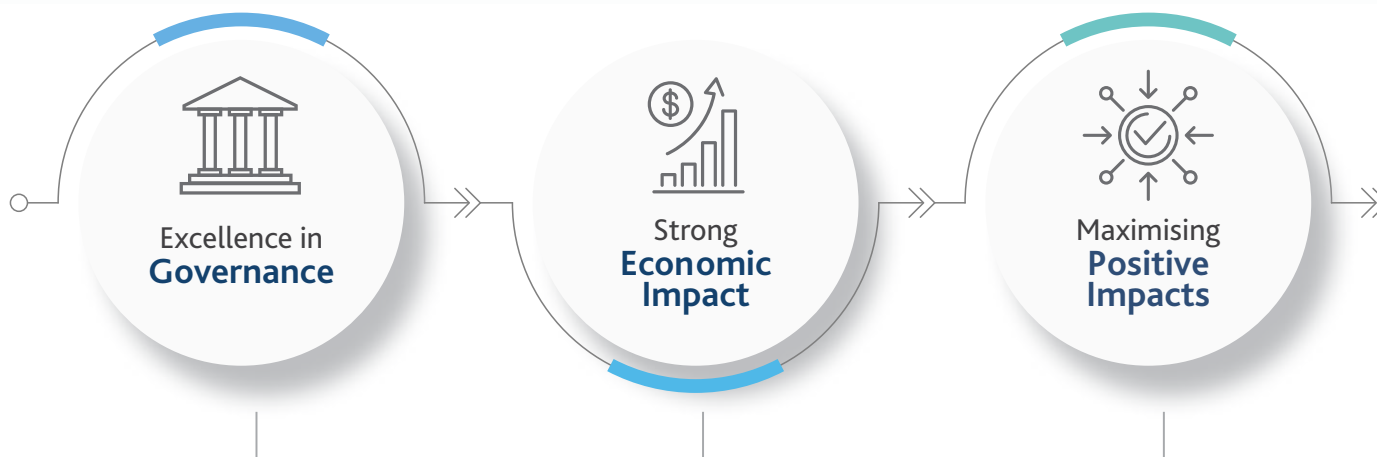 Excellence in
Governance
Strong
Economic
Impact
Maximising
Positive
Impacts